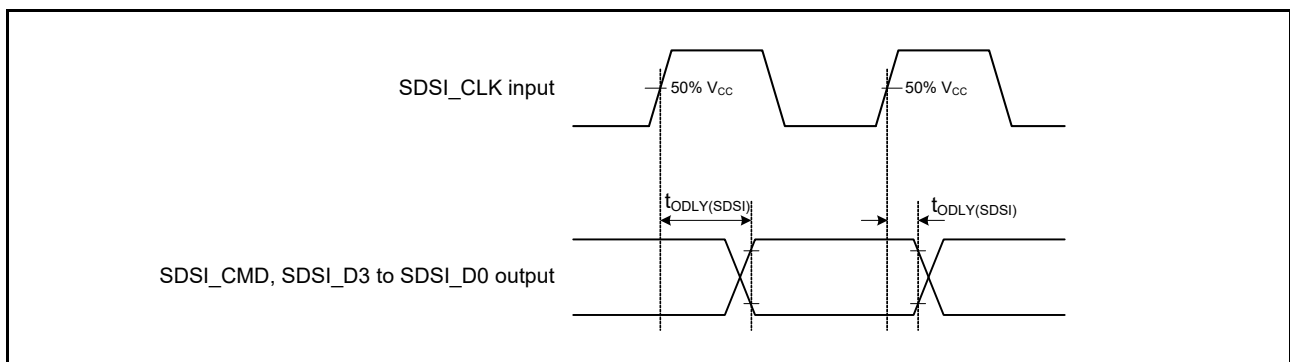 SDSI_CLK input
50% VCC
50% VCC
tODLY(SDSI)
tODLY(SDSI)
SDSI_CMD, SDSI_D3 to SDSI_D0 output